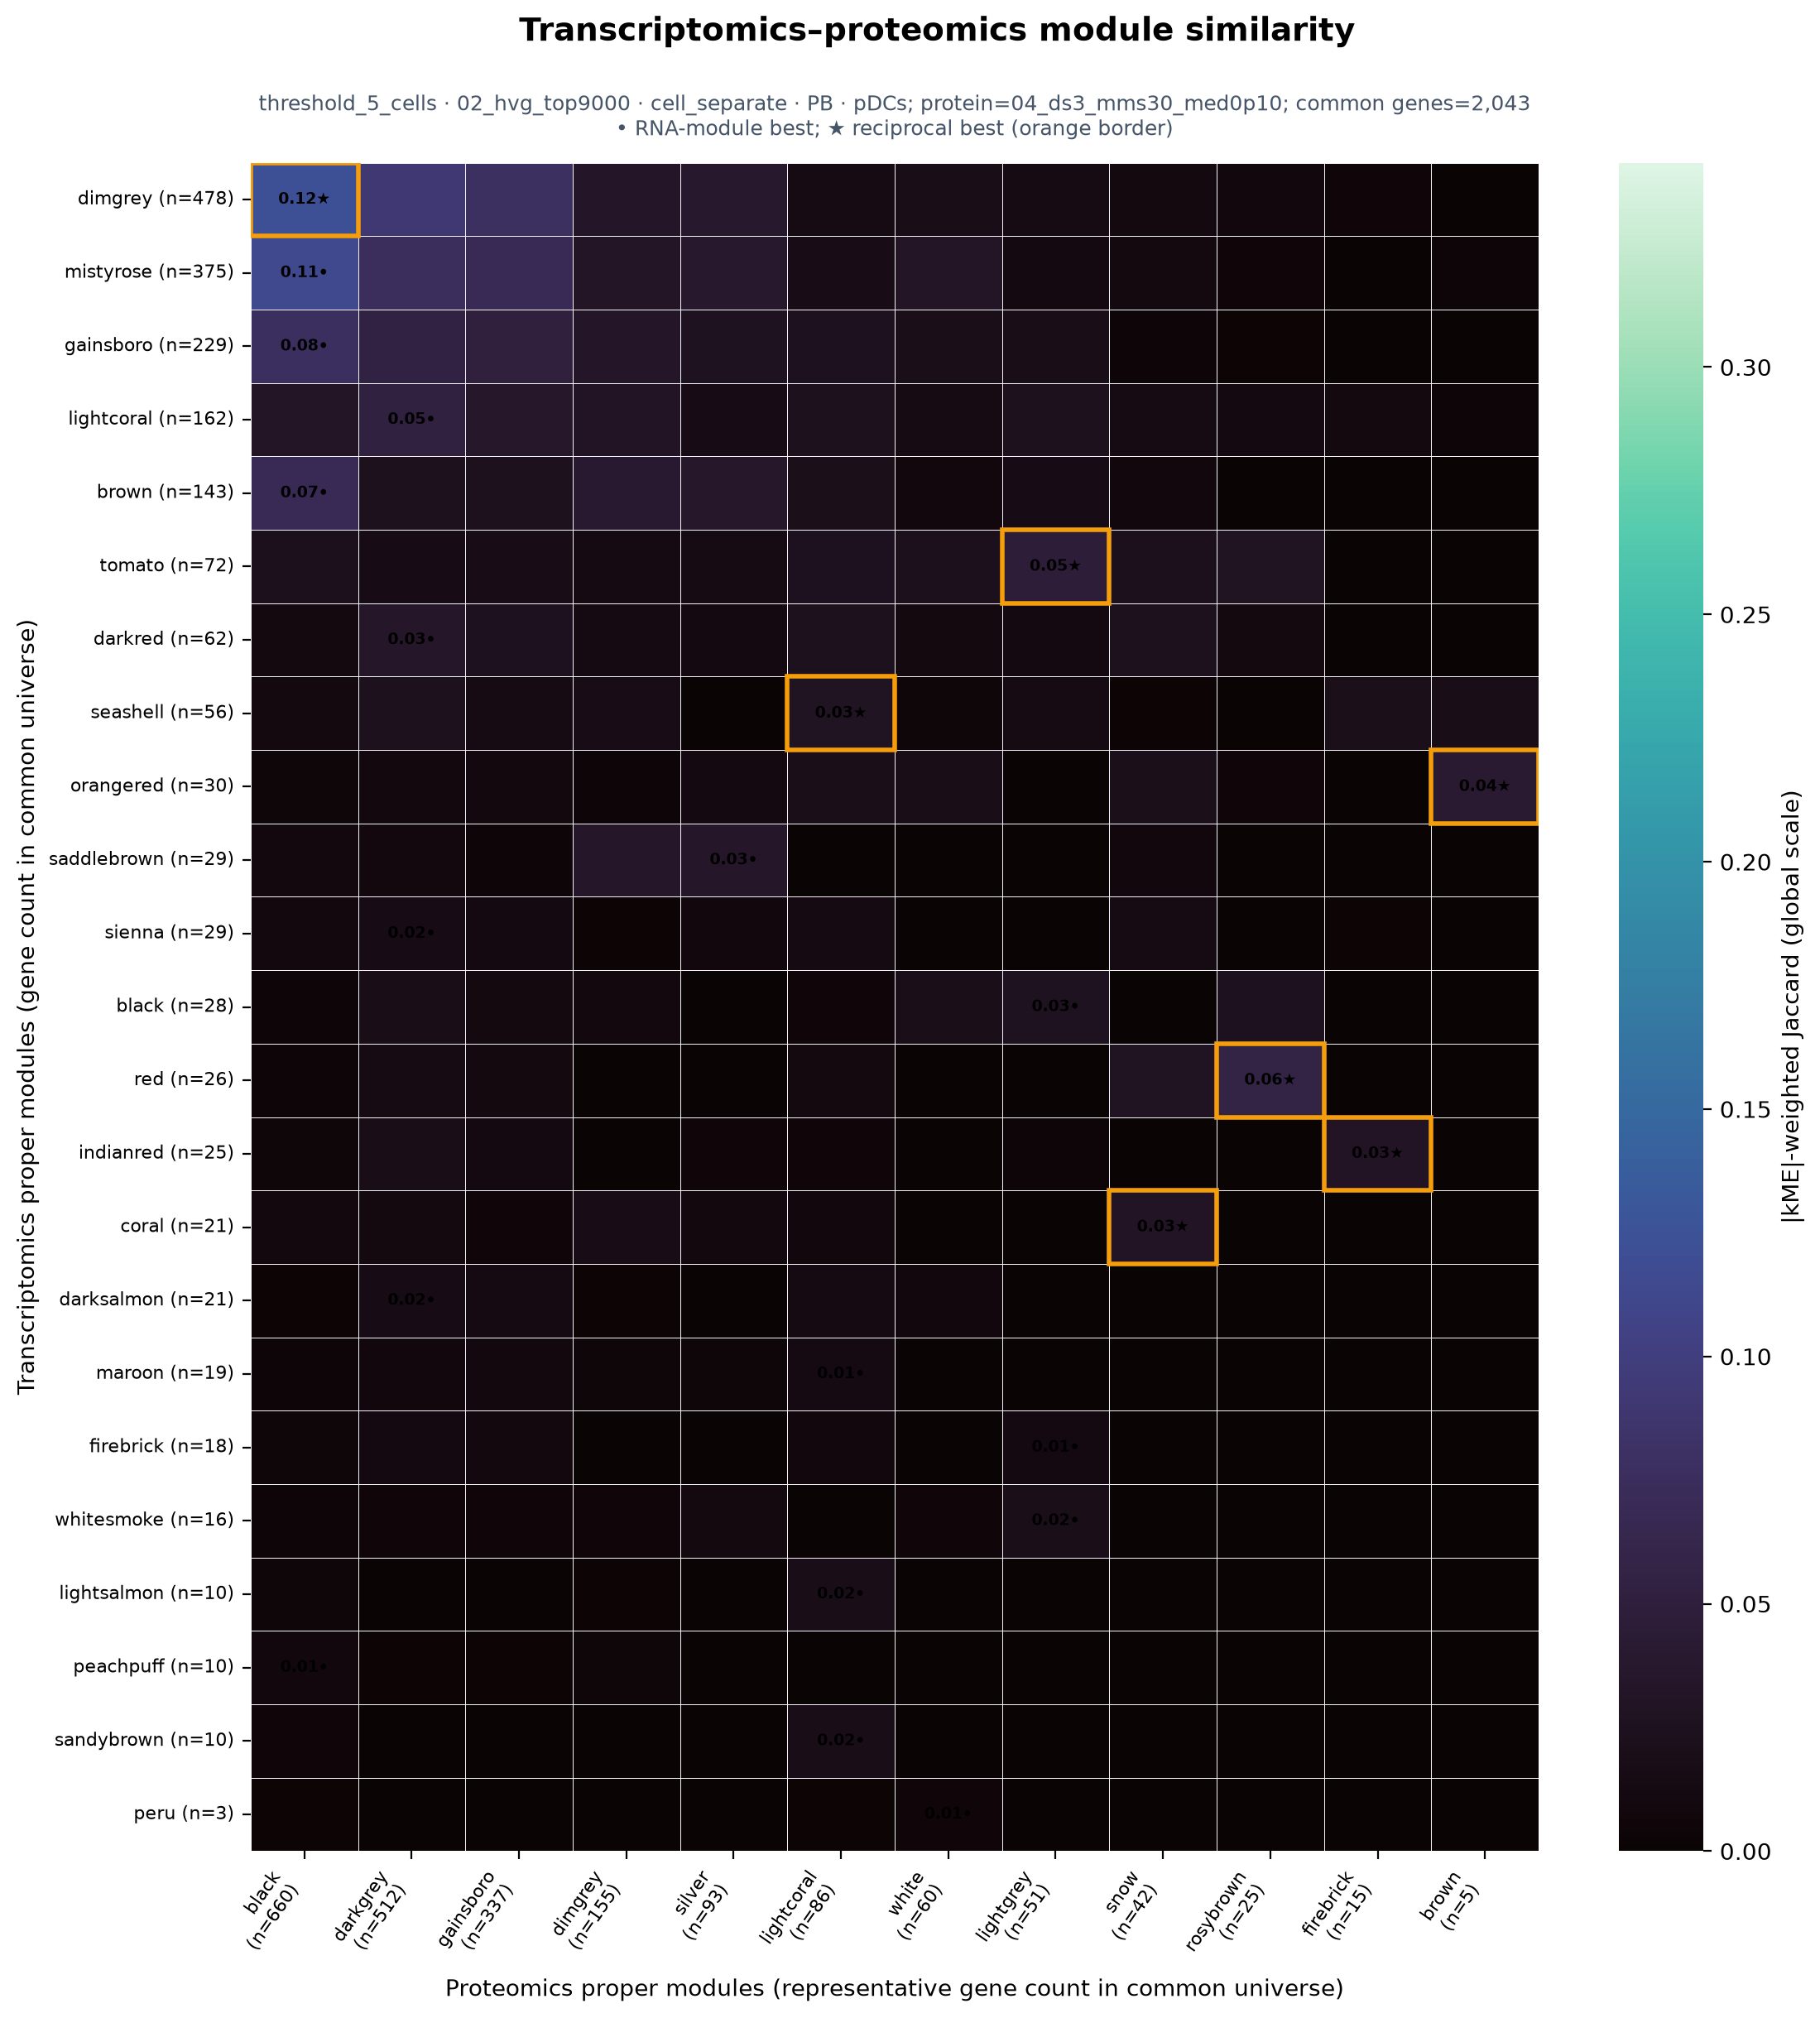 Transcriptomics–proteomics module similarity
threshold_5_cells · 02_hvg_top9000 · cell_separate · PB · pDCs; protein=04_ds3_mms30_med0p10; common genes=2,043
• RNA-module best; ★ reciprocal best (orange border)
Transcriptomics proper modules (gene count in common universe)
dimgrey (n=478)
0.12★
mistyrose (n=375)
0.11•
gainsboro (n=229)
0.08•
lightcoral (n=162)
0.05•
brown (n=143)
0.07•
tomato (n=72)
0.05★
darkred (n=62)
0.03•
seashell (n=56)
0.03★
orangered (n=30)
0.04★
saddlebrown (n=29)
0.03•
sienna (n=29)
0.02•
black (n=28)
0.03•
red (n=26)
0.06★
indianred (n=25)
0.03★
coral (n=21)
0.03★
darksalmon (n=21)
0.02•
maroon (n=19)
0.01•
firebrick (n=18)
0.01•
whitesmoke (n=16)
0.02•
lightsalmon (n=10)
0.02•
peachpuff (n=10)
0.01•
sandybrown (n=10)
0.02•
peru (n=3)
0.01•
black
(n=660)
darkgrey
(n=512)
gainsboro
(n=337)
dimgrey
(n=155)
silver
(n=93)
lightcoral
(n=86)
white
(n=60)
lightgrey
(n=51)
snow
(n=42)
rosybrown
(n=25)
firebrick
(n=15)
brown
(n=5)
Proteomics proper modules (representative gene count in common universe)
0.30
0.25
0.20
0.15
0.10
0.05
0.00
|kME|-weighted Jaccard (global scale)